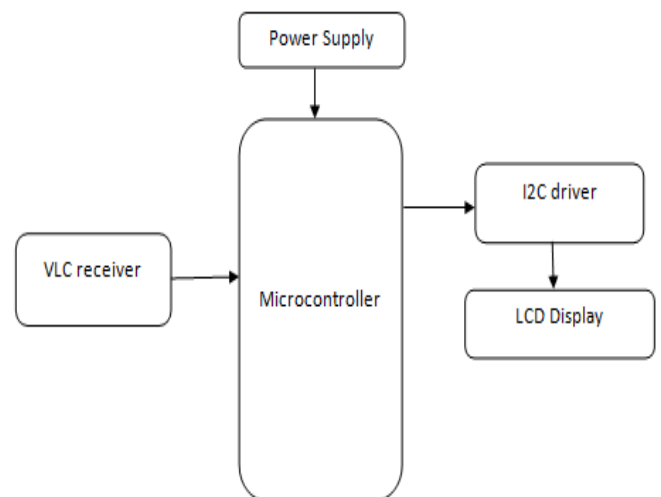 Power Supply
I2C driver
VLC receiver
Microcontroller
LCD Display